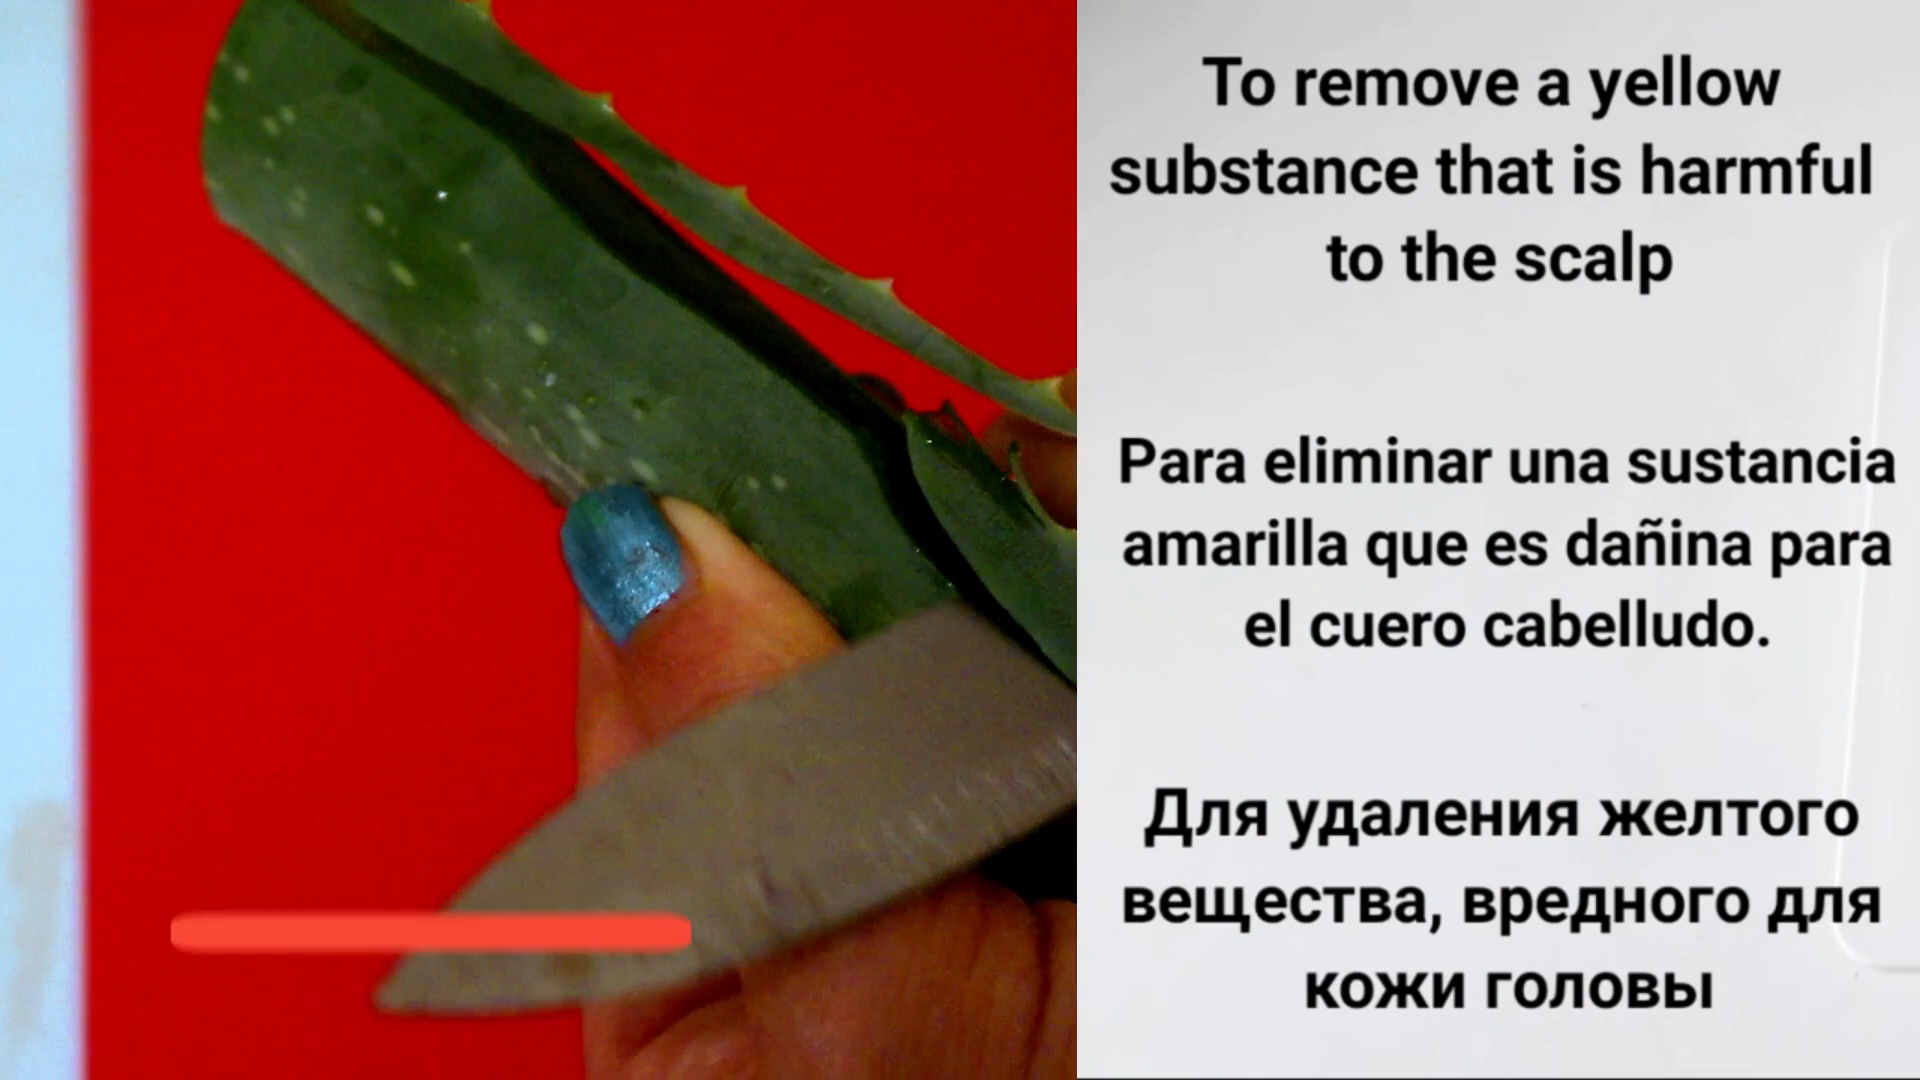 To remove a yellow
substance that is harmful
to the scalp
Para eliminar una sustancia
amarilla que es dañina para
el cuero cabelludo.
Для удаления желтого
вещества, вредного для
кожи головы